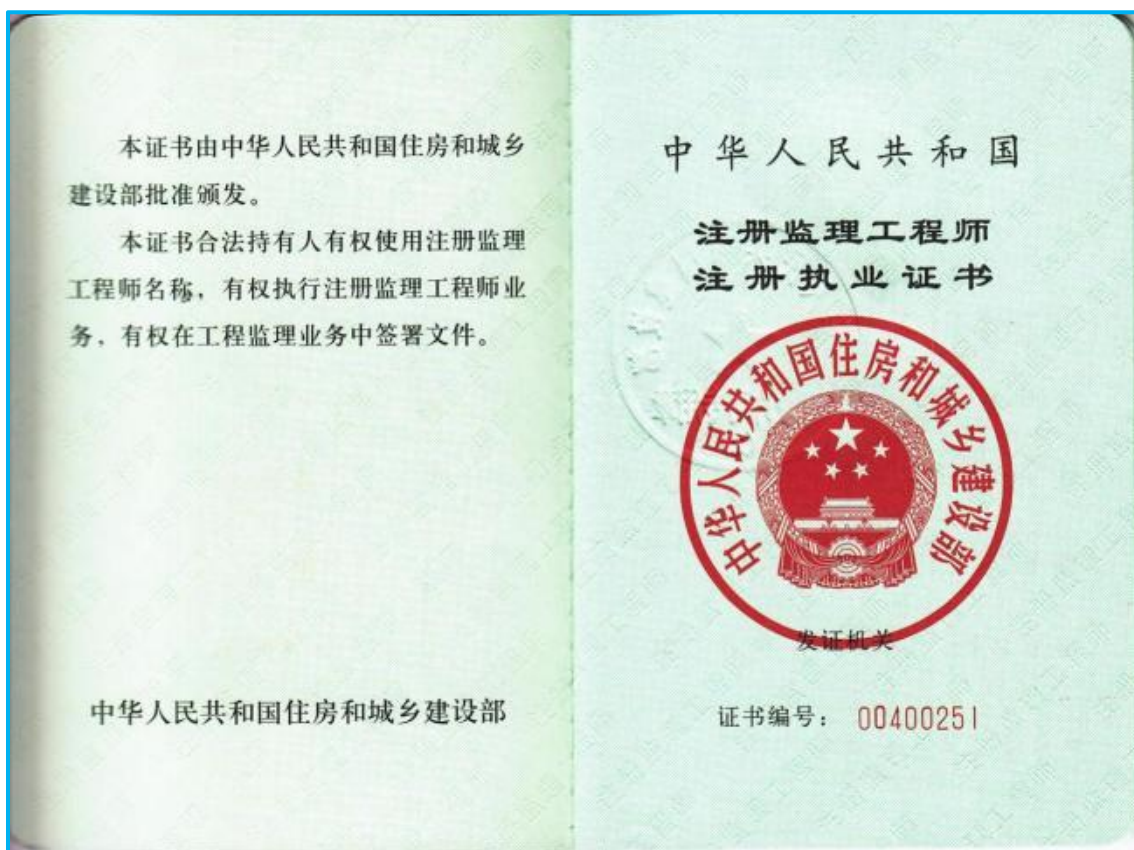 本证书由中华人民共和国住房和城乡
建设部批准颁发。
本证书合法持有人有权使用注册监理
工程师名称，有权执行注册监理工程师业
务，有权在工程监理业务中签署文件。
中华人民共和国住房和城乡建设部
中华人民共和国
注册监理工程师
注册执业证书
中华人民共和国住房和城乡建设部
发证机关
证书编号：00400251